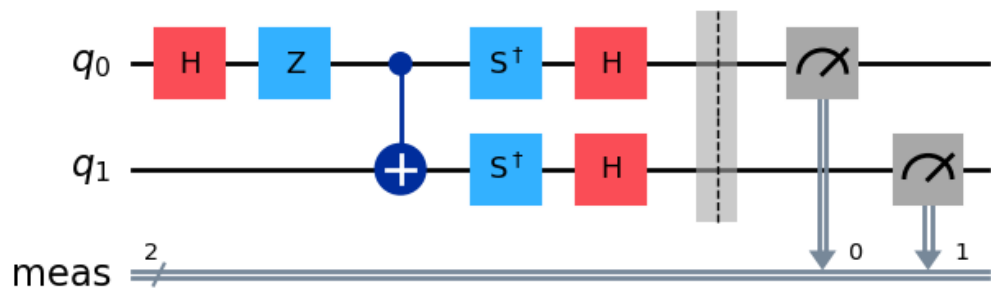 q₀ H Z S† H
q₁ S† H
meas 2 0 1